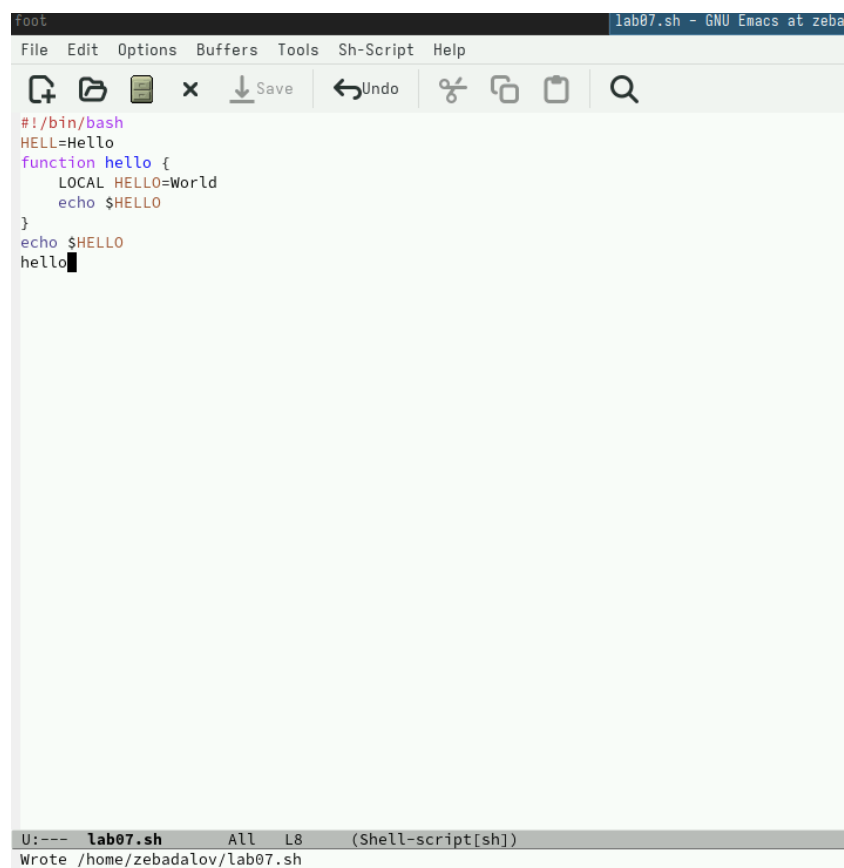 foot
lab07.sh - GNU Emacs at zeba
File Edit Options Buffers Tools Sh-Script Help
Save Undo
#!/bin/bash
HELL=Hello
function hello {
    LOCAL HELLO=World
    echo $HELLO
}
echo $HELLO
hello
U:--- lab07.sh All L8 (Shell-script[sh])
Wrote /home/zebadalov/lab07.sh